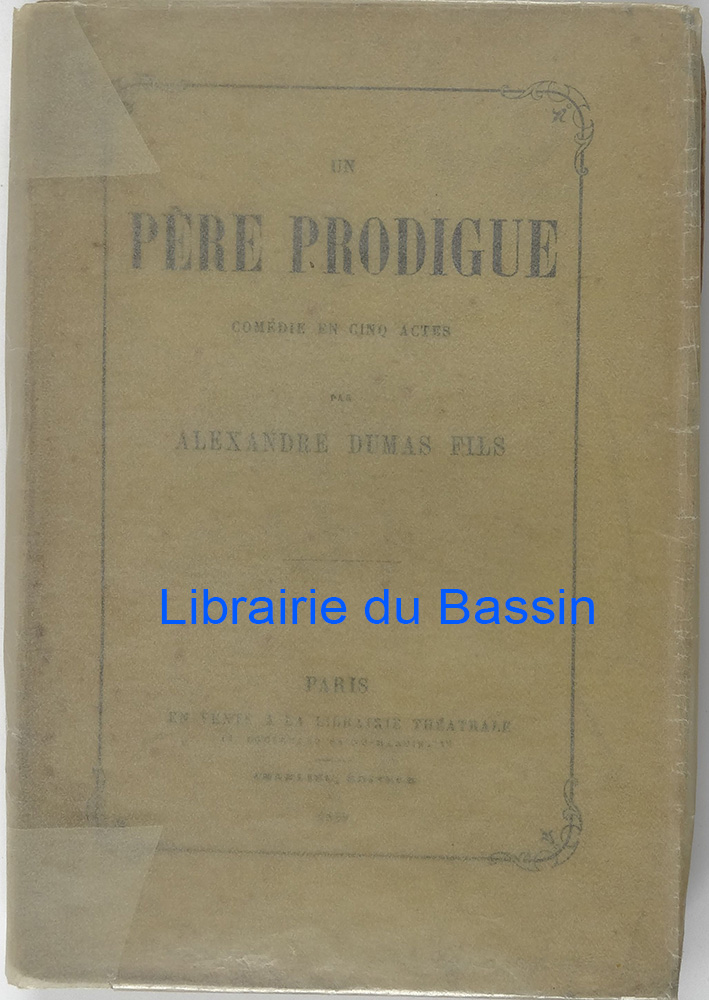 UN
PÈRE PRODIGUE
COMÉDIE EN CINQ ACTES
PAR
ALEXANDRE DUMAS FILS
Librairie du Bassin
PARIS
EN VENTE A LA LIBRAIRIE THÉATRALE
ÉDITEUR